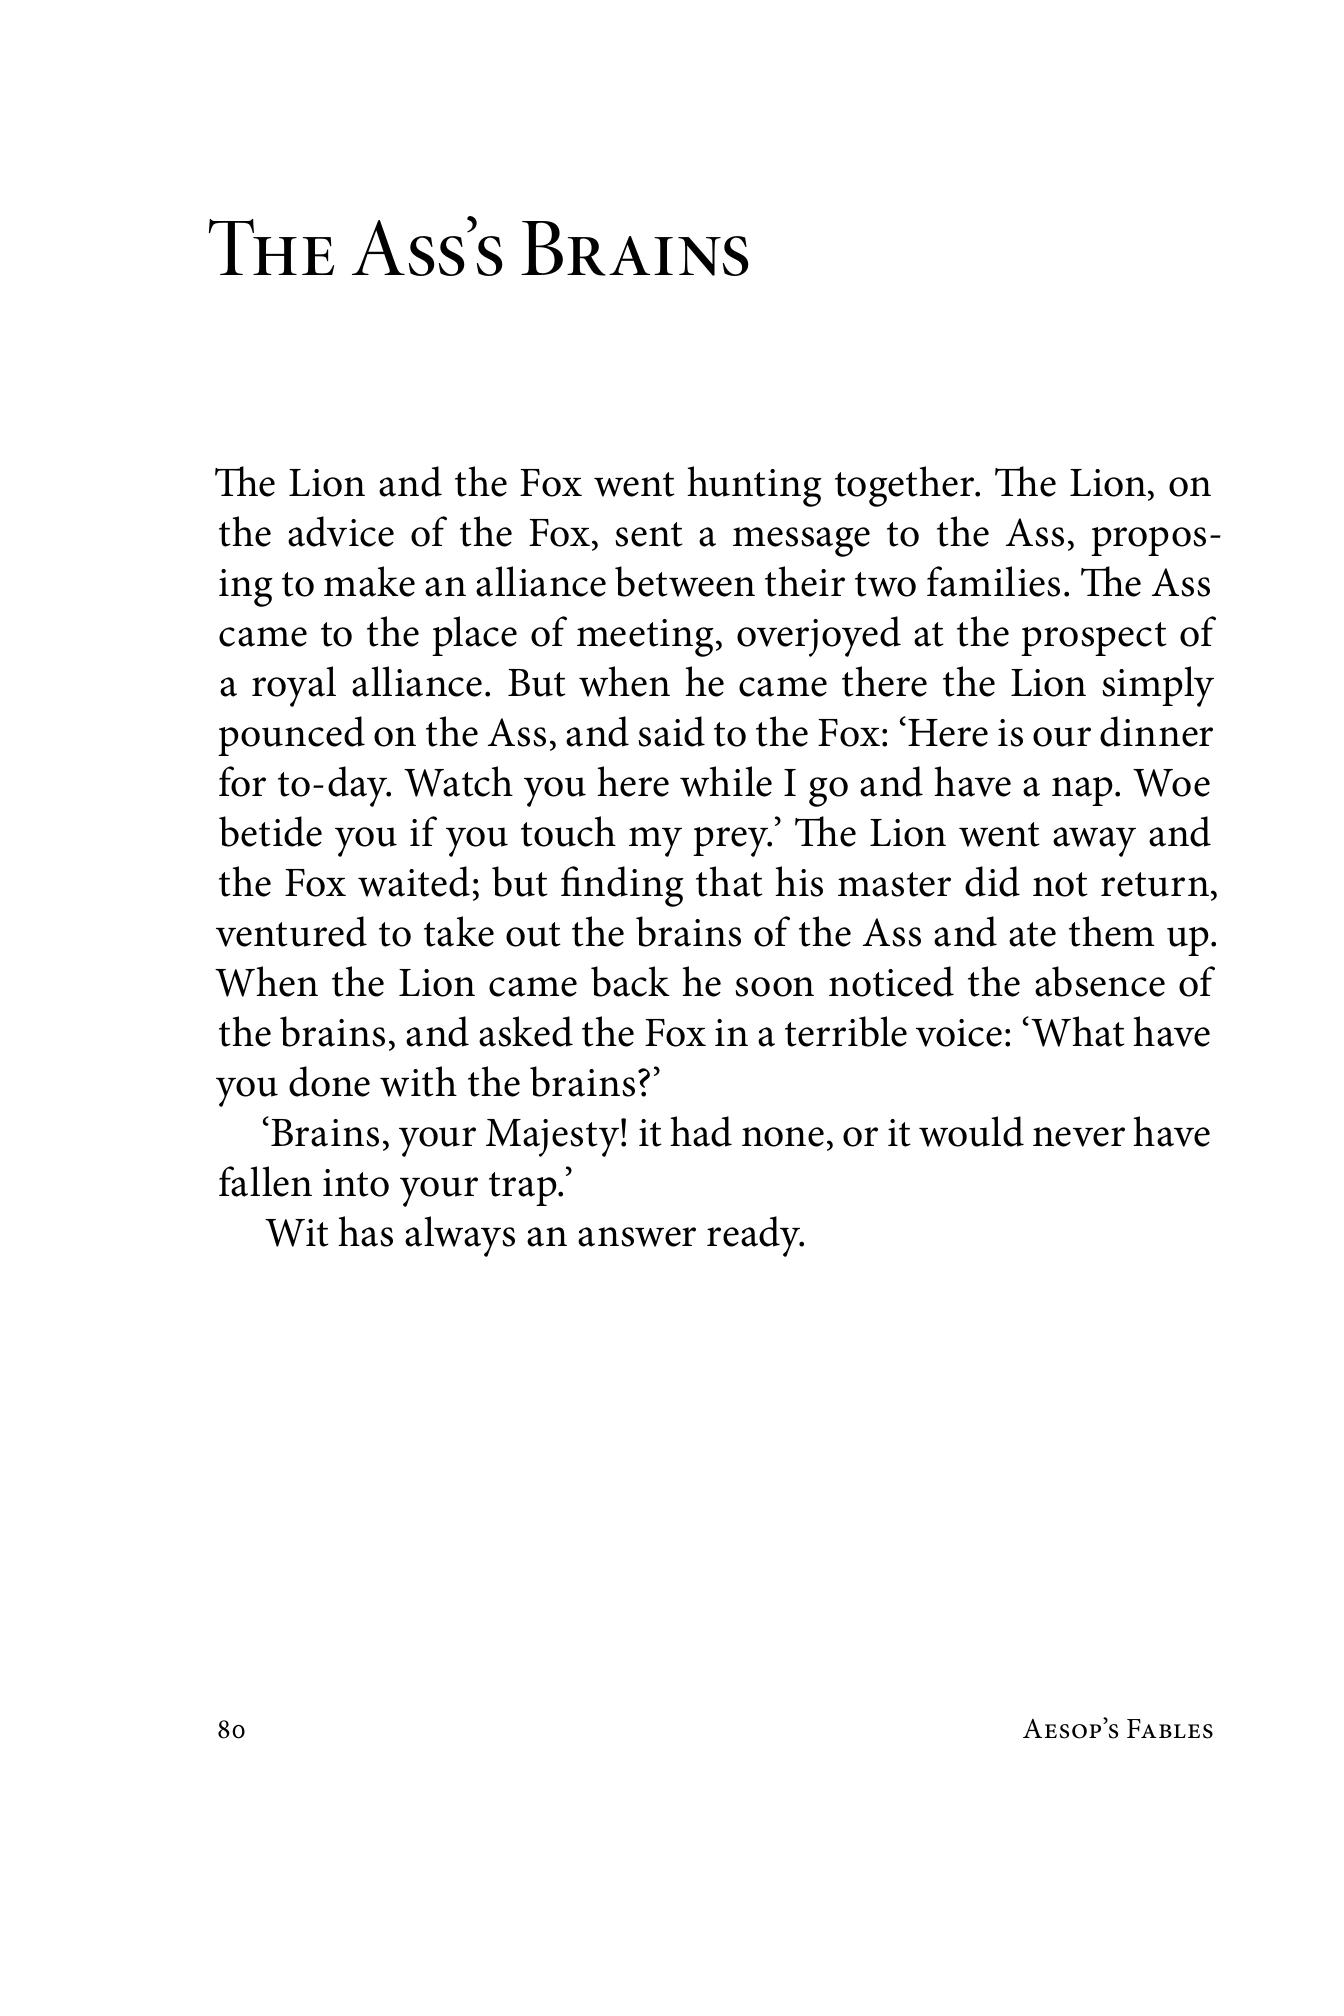 The Ass’s Brains
The Lion and the Fox went hunting together. The Lion, on
the advice of the Fox, sent a message to the Ass, propos-
ing to make an alliance between their two families. The Ass
came to the place of meeting, overjoyed at the prospect of
a royal alliance. But when he came there the Lion simply
pounced on the Ass, and said to the Fox: ‘Here is our dinner
for to-day. Watch you here while I go and have a nap. Woe
betide you if you touch my prey.’ The Lion went away and
the Fox waited; but finding that his master did not return,
ventured to take out the brains of the Ass and ate them up.
When the Lion came back he soon noticed the absence of
the brains, and asked the Fox in a terrible voice: ‘What have
you done with the brains?’
‘Brains, your Majesty! it had none, or it would never have
fallen into your trap.’
Wit has always an answer ready.
80 Aesop’s Fables